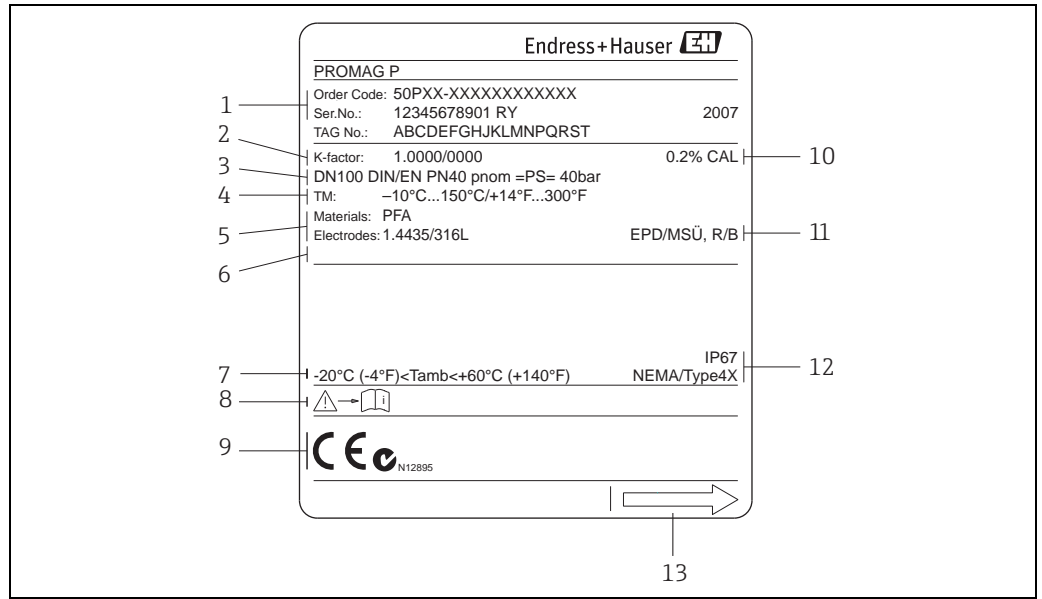 Endress+Hauser EH
PROMAG P
1 Order Code: 50PXX-XXXXXXXXXXXX
Ser.No.: 12345678901 RY 2007
TAG No.: ABCDEFGHJKLMNPQRST
2 K-factor: 1.0000/0000 0.2% CAL 10
3 DN100 DIN/EN PN40 pnom =PS= 40bar
4 TM: –10°C...150°C/+14°F...300°F
5 Materials: PFA
Electrodes: 1.4435/316L EPD/MSÜ, R/B 11
6
IP67 12
7 -20°C (-4°F)<Tamb<+60°C (+140°F) NEMA/Type4X
8 i
9 CE N12895
13